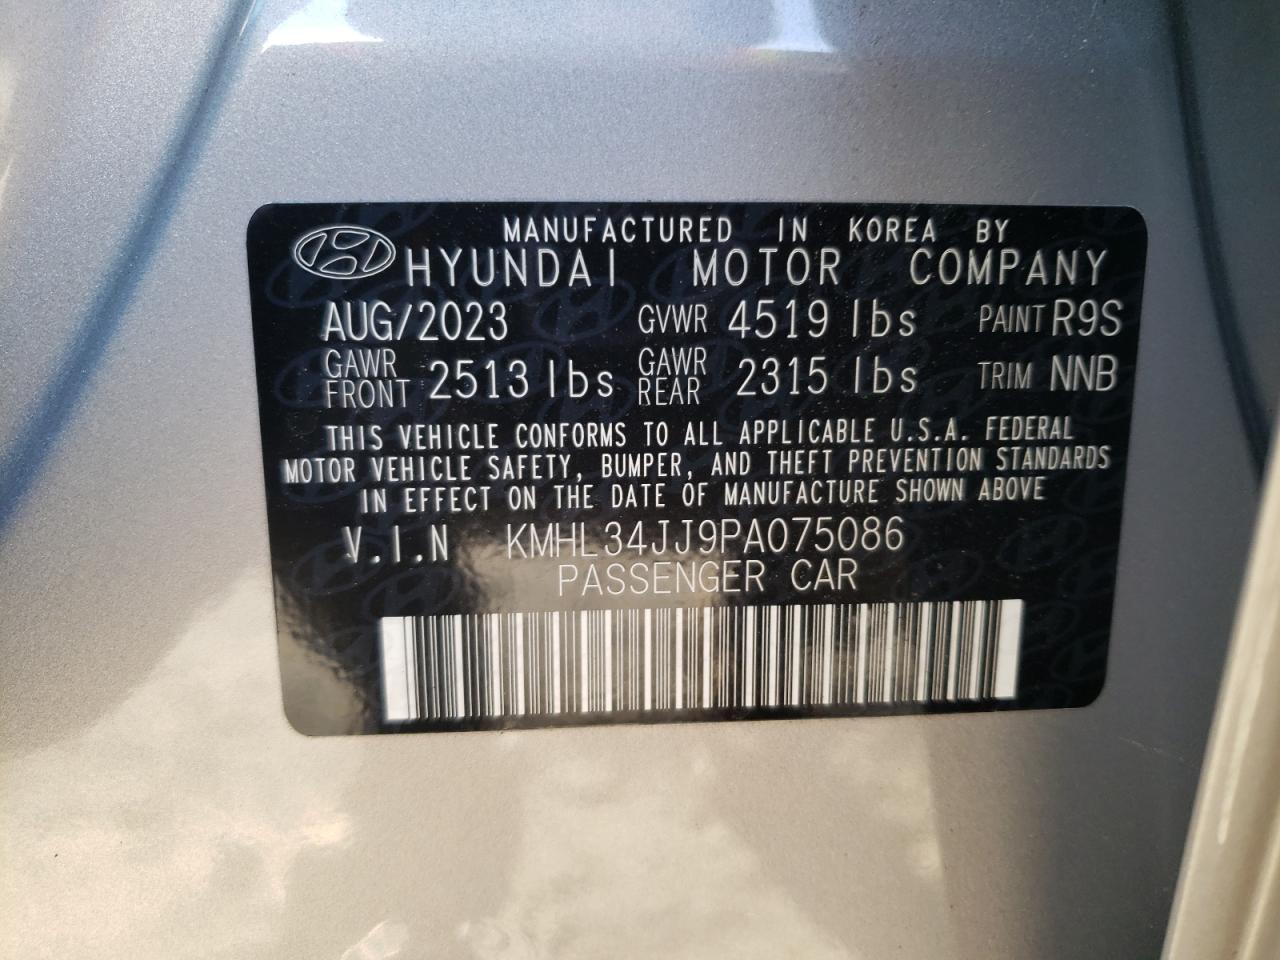 MANUFACTURED IN KOREA BY
HYUNDAI MOTOR COMPANY
AUG/2023 GVWR 4519 lbs PAINT R9S
GAWR FRONT 2513 lbs GAWR REAR 2315 lbs TRIM NNB
THIS VEHICLE CONFORMS TO ALL APPLICABLE U.S.A. FEDERAL
MOTOR VEHICLE SAFETY, BUMPER, AND THEFT PREVENTION STANDARDS
IN EFFECT ON THE DATE OF MANUFACTURE SHOWN ABOVE
V.I.N KMHL34JJ9PA075086
PASSENGER CAR